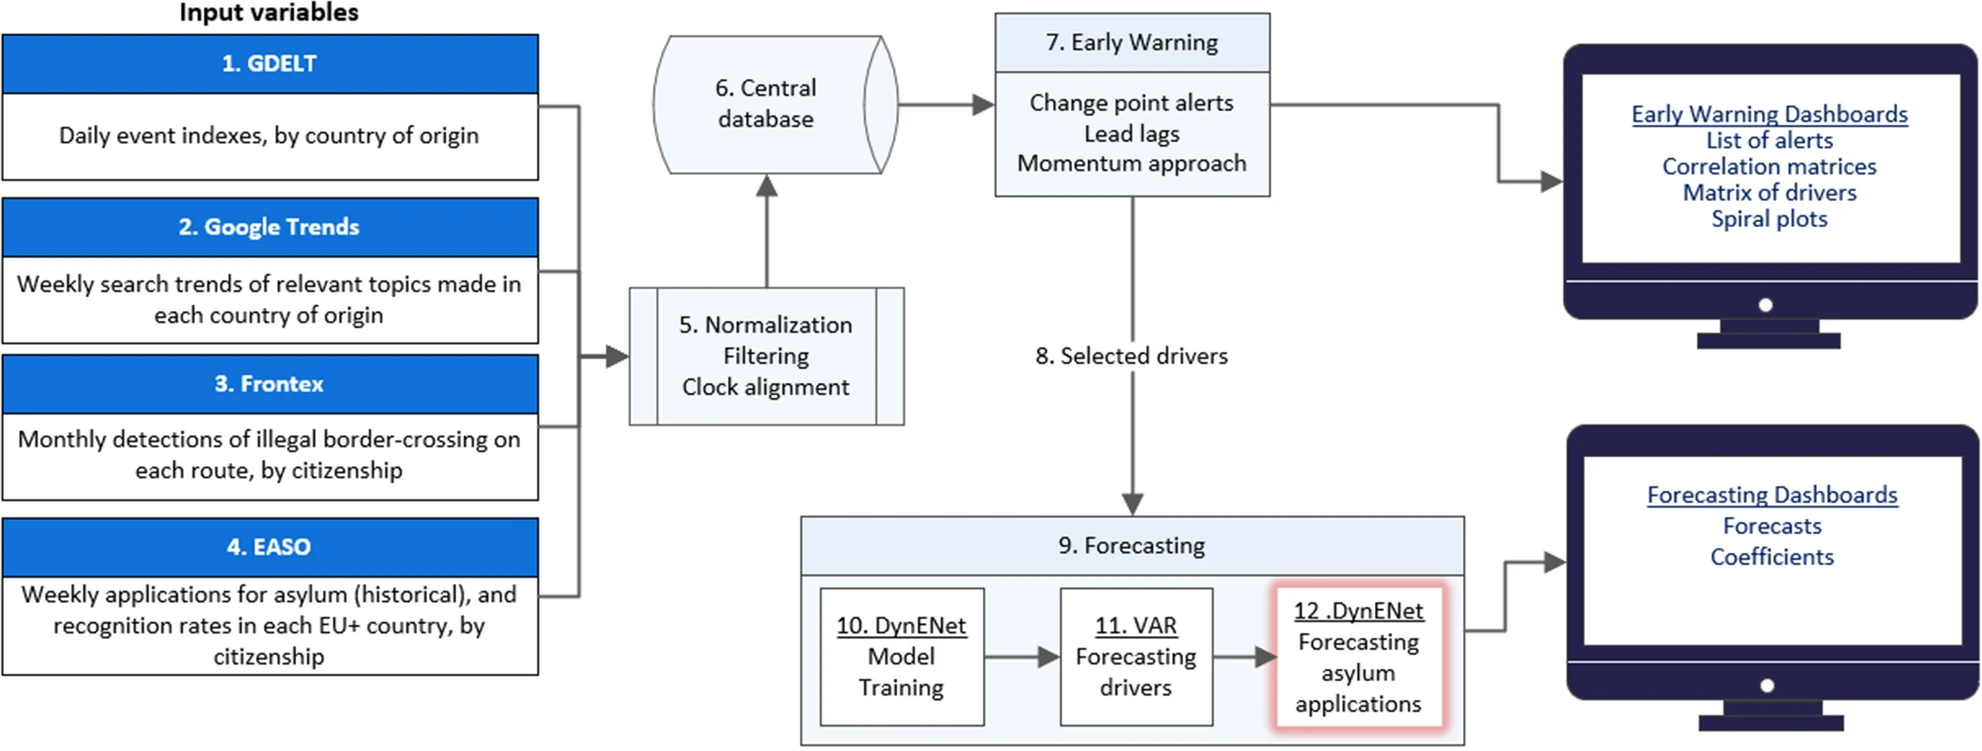 Input variables
1. GDELT
Daily event indexes, by country of origin
2. Google Trends
Weekly search trends of relevant topics made in
each country of origin
3. Frontex
Monthly detections of illegal border-crossing on
each route, by citizenship
4. EASO
Weekly applications for asylum (historical), and
recognition rates in each EU+ country, by
citizenship
5. Normalization
Filtering
Clock alignment
6. Central
database
7. Early Warning
Change point alerts
Lead lags
Momentum approach
Early Warning Dashboards
List of alerts
Correlation matrices
Matrix of drivers
Spiral plots
8. Selected drivers
9. Forecasting
10. DynENet
Model
Training
11. VAR
Forecasting
drivers
12 .DynENet
Forecasting
asylum
applications
Forecasting Dashboards
Forecasts
Coefficients